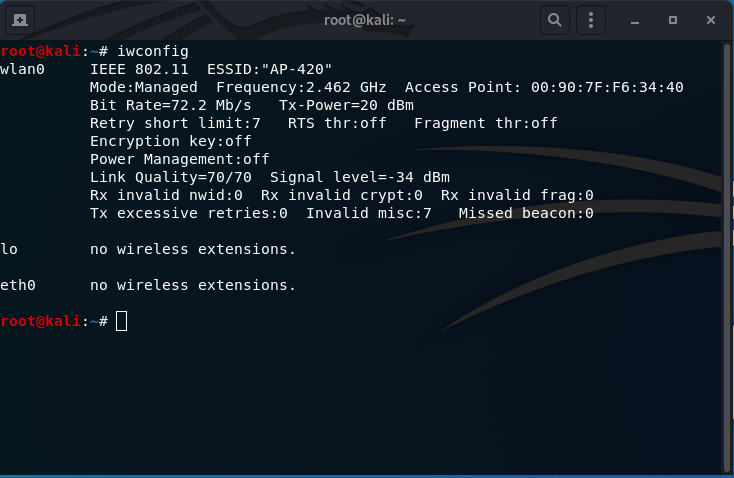 root@kali: ~
root@kali:~# iwconfig
wlan0     IEEE 802.11  ESSID:"AP-420"
          Mode:Managed  Frequency:2.462 GHz  Access Point: 00:90:7F:F6:34:40
          Bit Rate=72.2 Mb/s   Tx-Power=20 dBm
          Retry short limit:7   RTS thr:off   Fragment thr:off
          Encryption key:off
          Power Management:off
          Link Quality=70/70  Signal level=-34 dBm
          Rx invalid nwid:0  Rx invalid crypt:0  Rx invalid frag:0
          Tx excessive retries:0  Invalid misc:7   Missed beacon:0
lo        no wireless extensions.
eth0      no wireless extensions.
root@kali:~#